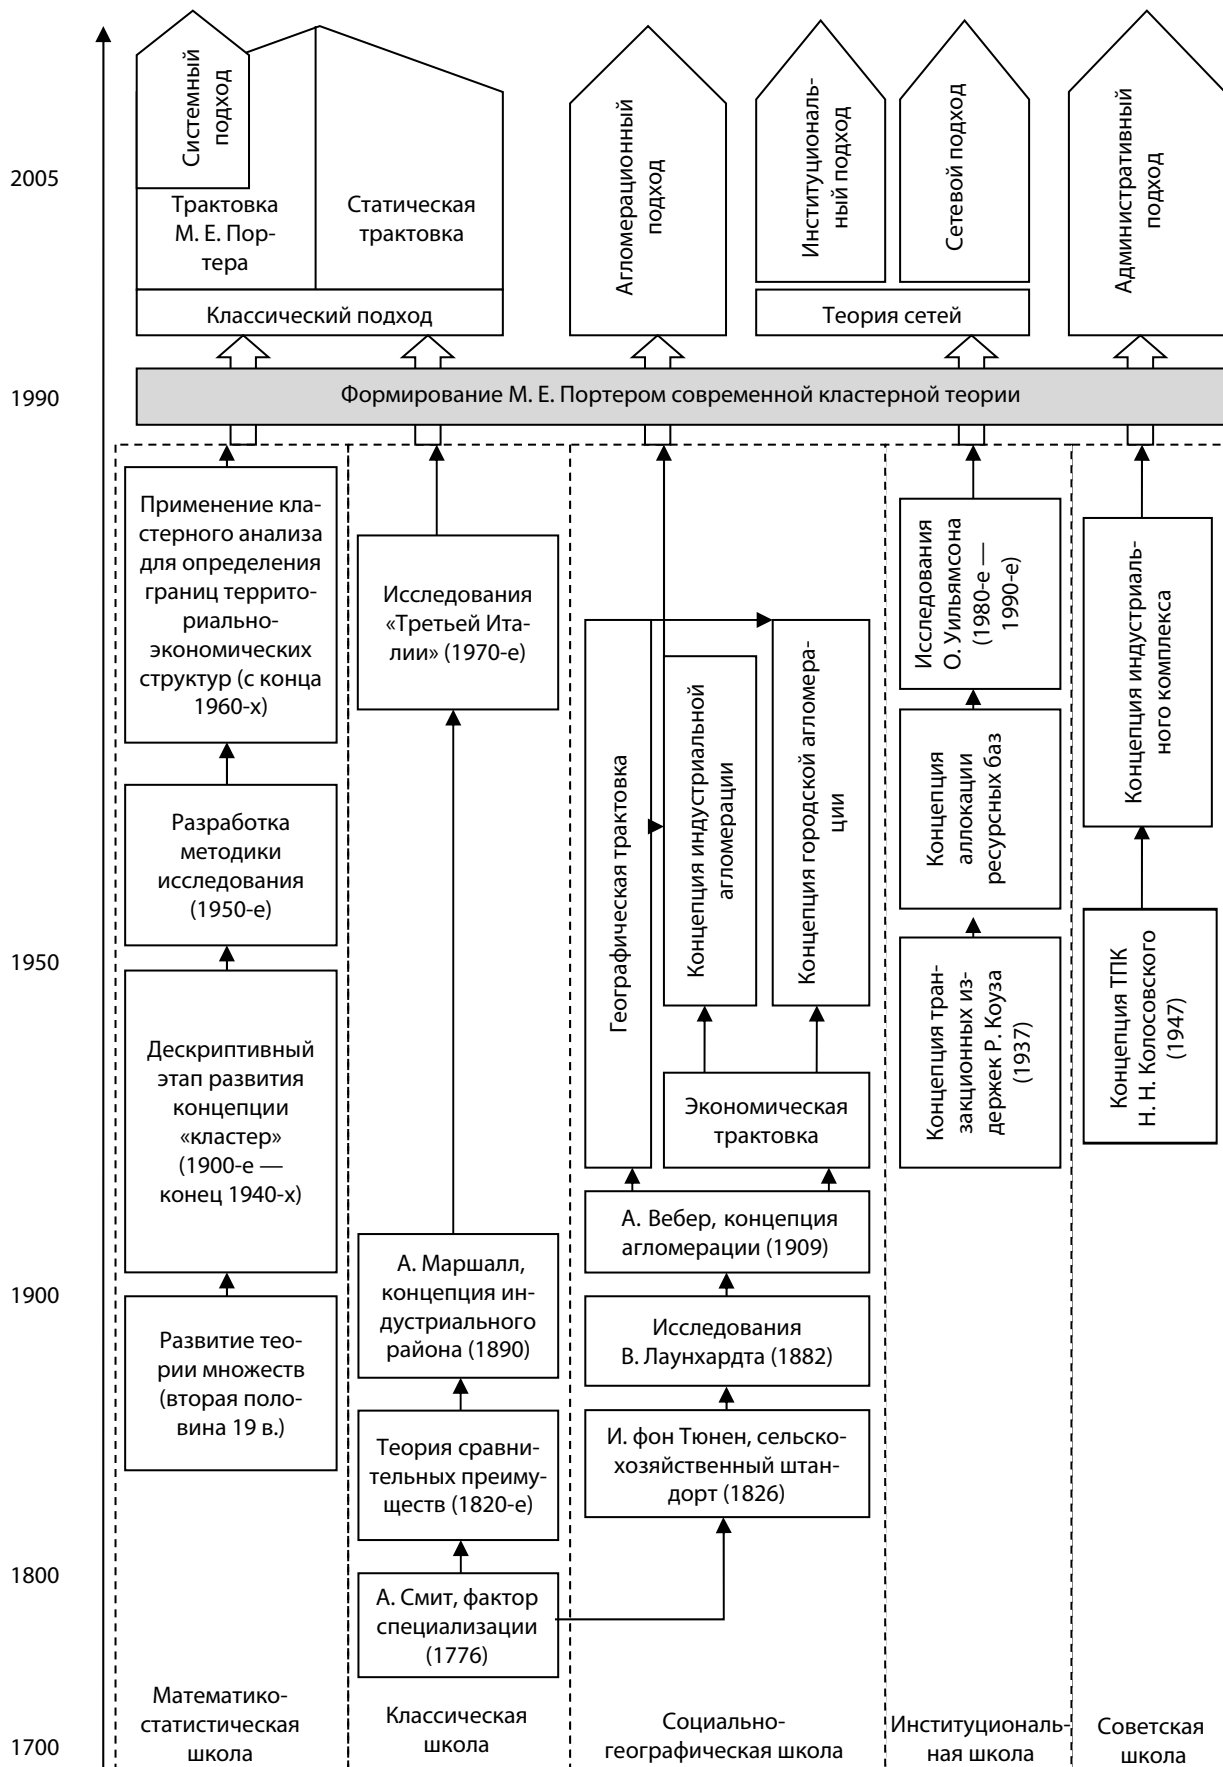 Системный
подход
Трактовка
М. Е. Пор-
тера
Статическая
трактовка
Классический подход
Агломерационный
подход
Институциональ-
ный подход
Сетевой подход
Теория сетей
Административный
подход
2005
1990
Формирование М. Е. Портером современной кластерной теории
Применение кла-
стерного анализа
для определения
границ террито-
риально-
экономических
структур (с конца
1960-х)
Разработка
методики
исследования
(1950-е)
Дескриптивный
этап развития
концепции
«кластер»
(1900-е —
конец 1940-х)
Развитие тео-
рии множеств
(вторая поло-
вина 19 в.)
Математико-
статистическая
школа
Исследования
«Третьей Ита-
лии» (1970-е)
А. Маршалл,
концепция ин-
дустриального
района (1890)
Теория сравни-
тельных преиму-
ществ (1820-е)
А. Смит, фактор
специализации
(1776)
Классическая
школа
Географическая трактовка
Концепция индустриальной
агломерации
Концепция городской агломера-
ции
Экономическая
трактовка
А. Вебер, концепция
агломерации (1909)
Исследования
В. Лаунхардта (1882)
И. фон Тюнен, сельско-
хозяйственный штан-
дорт (1826)
Социально-
географическая школа
Исследования
О. Уильямсона
(1980-е —
1990-е)
Концепция
аллокации
ресурсных баз
Концепция тран-
закционных из-
держек Р. Коуза
(1937)
Институциональ-
ная школа
Концепция индустриаль-
ного комплекса
Концепция ТПК
Н. Н. Колосовского
(1947)
Советская
школа
1950
1900
1800
1700